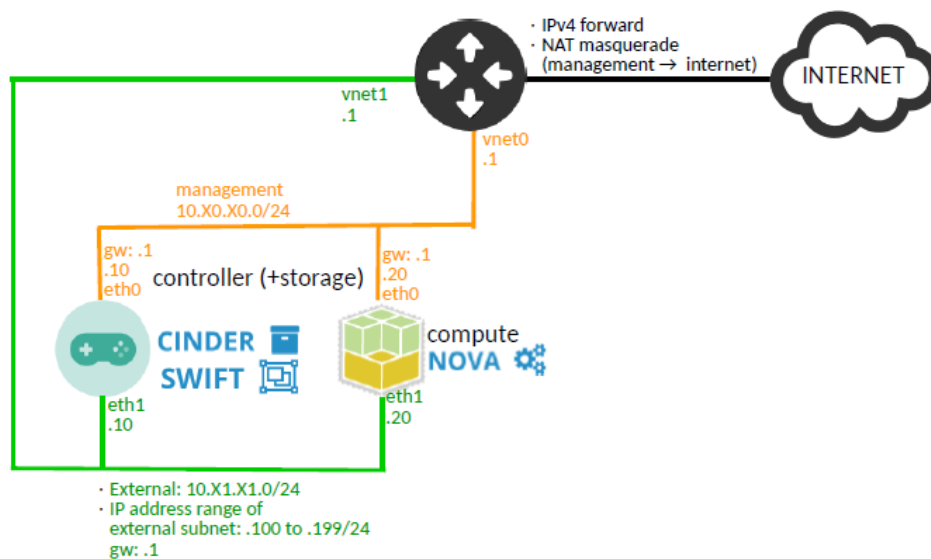 · IPv4 forward
· NAT masquerade
(management → internet)
INTERNET
vnet1
.1
vnet0
.1
management
10.X0.X0.0/24
gw: .1
.10
eth0
controller (+storage)
gw: .1
.20
eth0
CINDER
SWIFT
compute
NOVA
eth1
.10
eth1
.20
· External: 10.X1.X1.0/24
· IP address range of
external subnet: .100 to .199/24
gw: .1